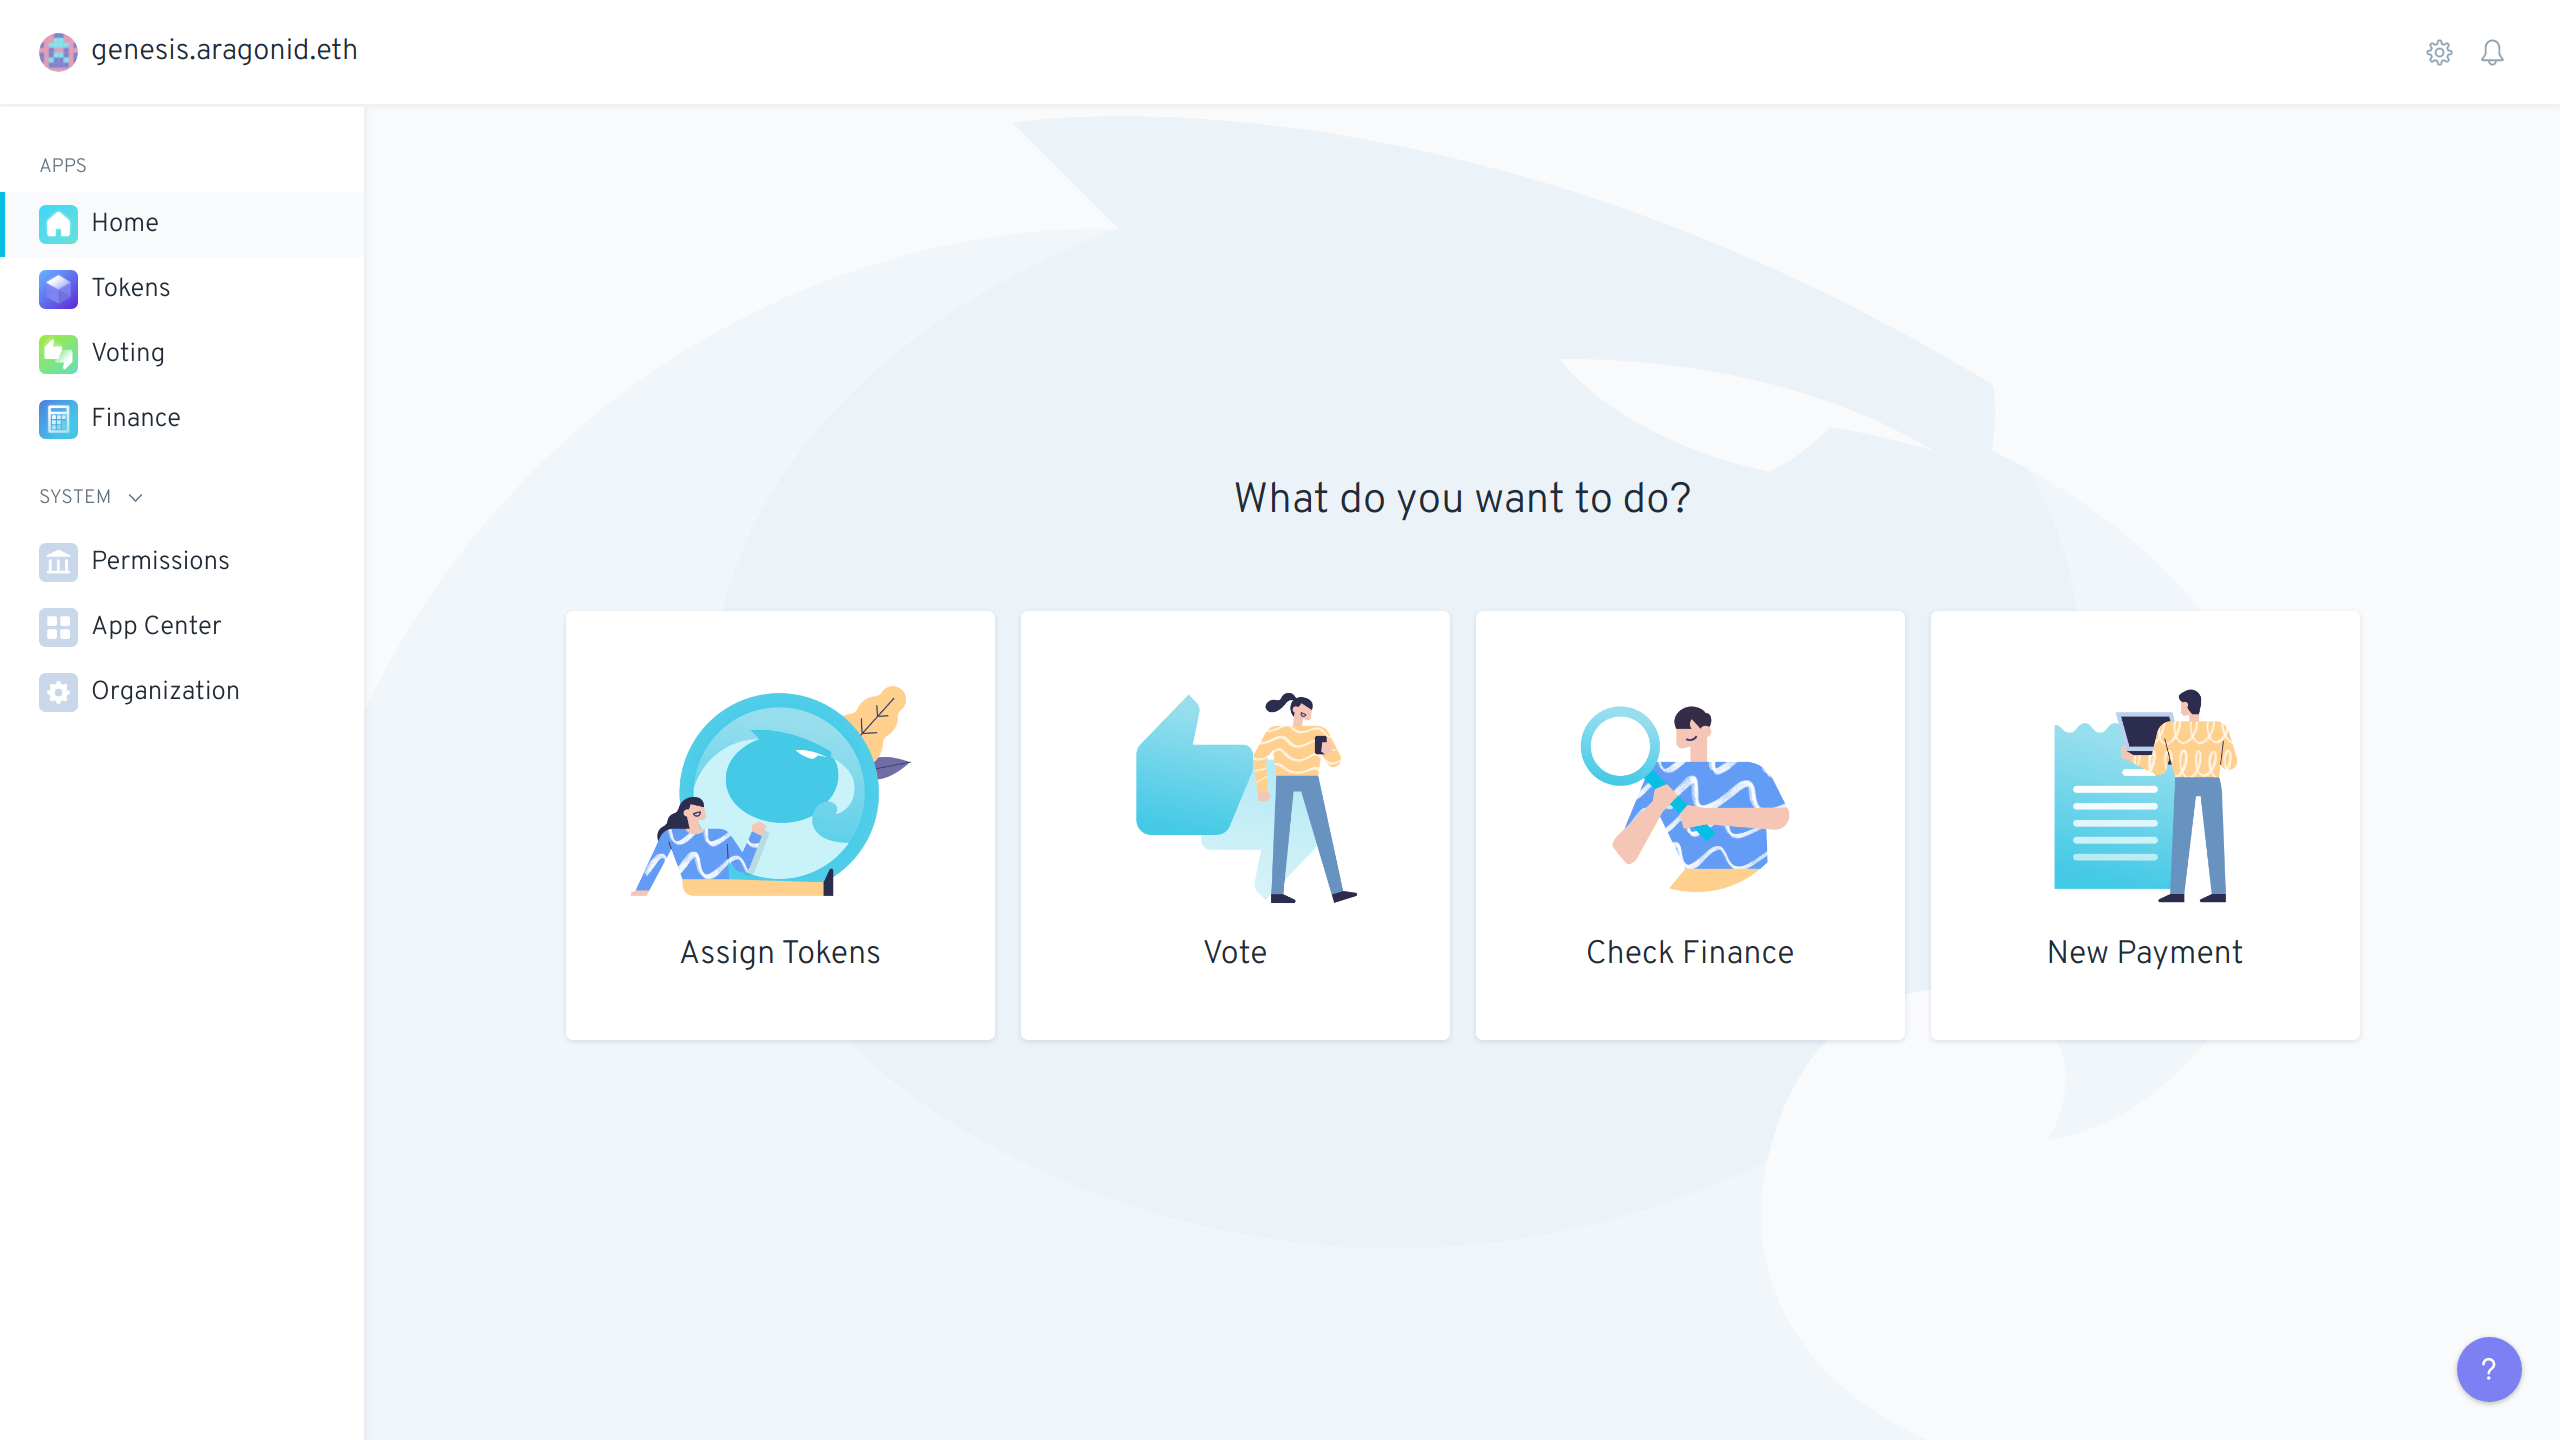 genesis.aragonid.eth
APPS
Home
Tokens
Voting
Finance
SYSTEM
Permissions
App Center
Organization
What do you want to do?
Assign Tokens
Vote
Check Finance
New Payment
?